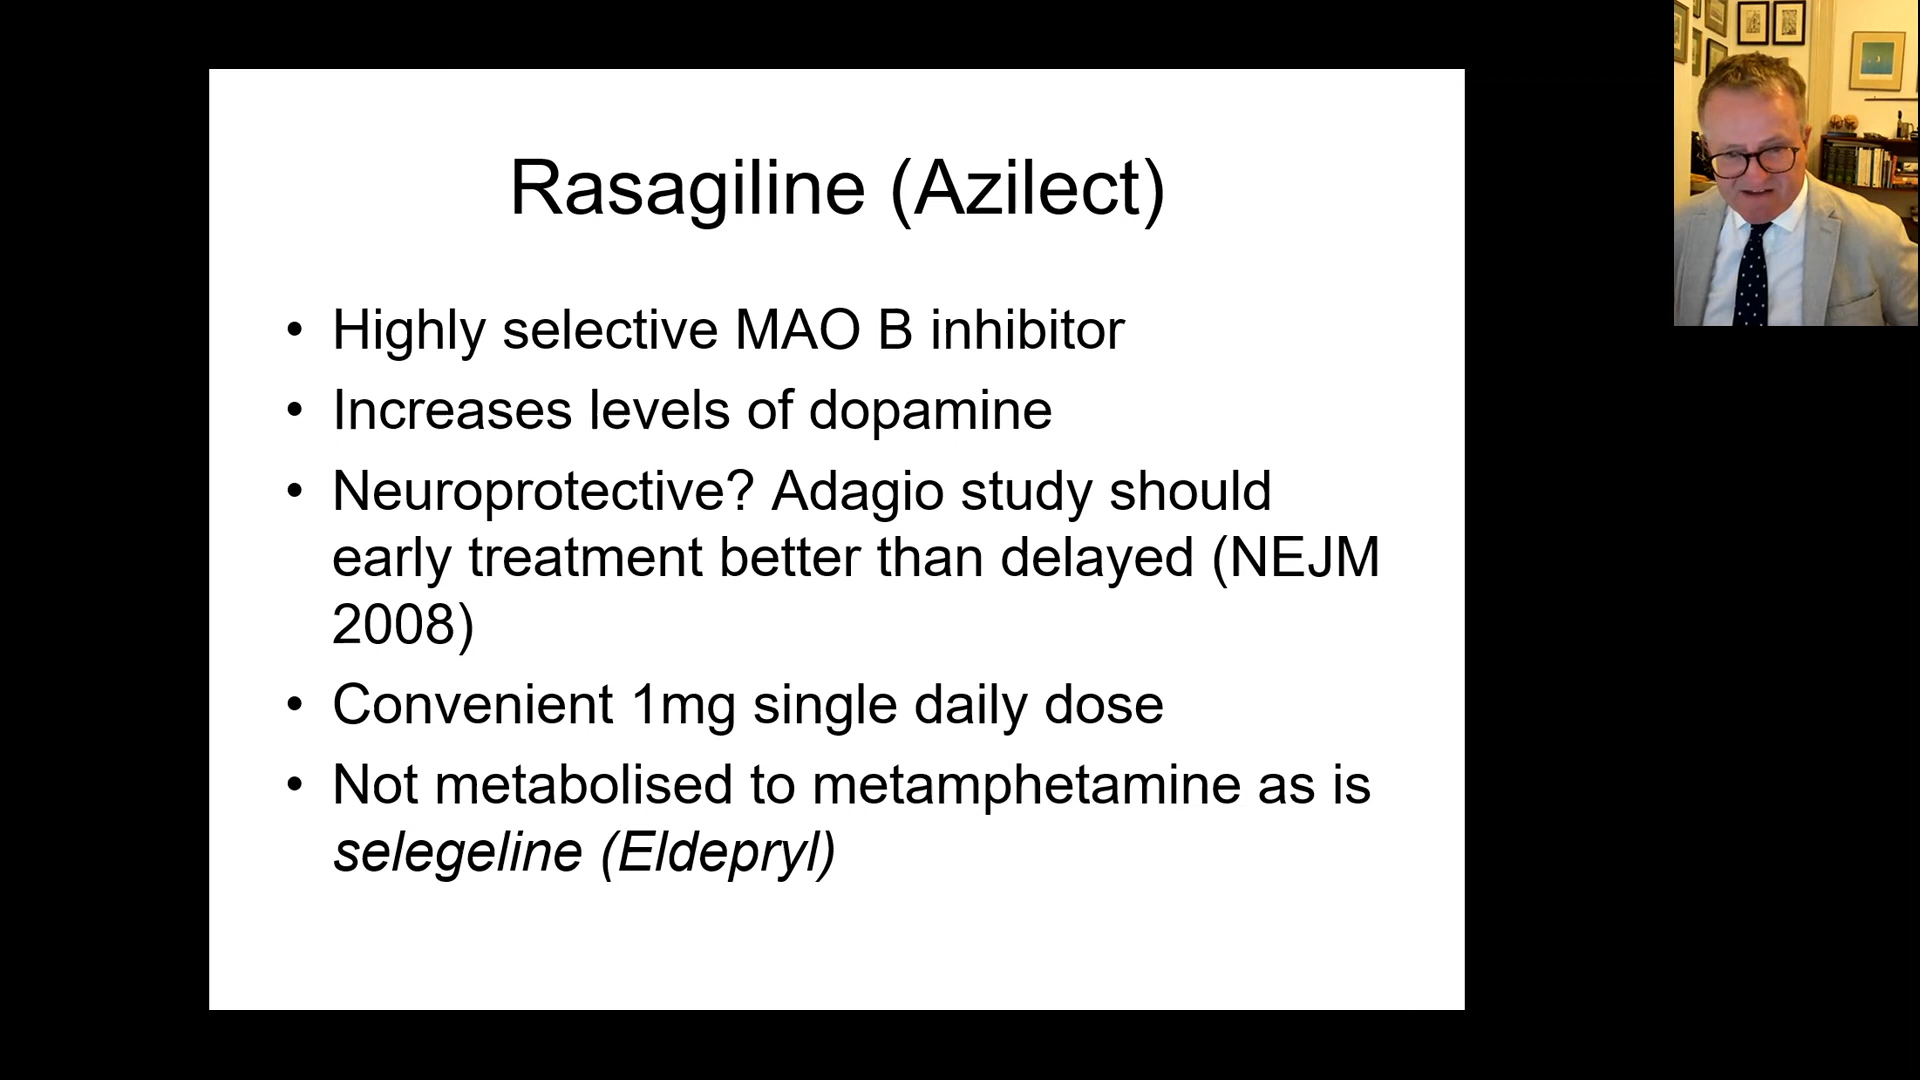 Rasagiline (Azilect)
• Highly selective MAO B inhibitor
• Increases levels of dopamine
• Neuroprotective? Adagio study should
early treatment better than delayed (NEJM
2008)
• Convenient 1mg single daily dose
• Not metabolised to metamphetamine as is
selegeline (Eldepryl)